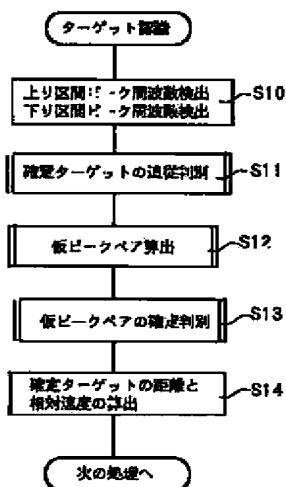 ターゲット認識
上り区間ピーク周波数検出
下り区間ピーク周波数検出
S10
確定ターゲットの追従判別
S11
仮ピークペア算出
S12
仮ピークペアの確定判別
S13
確定ターゲットの距離と
相対速度の算出
S14
次の処理へ